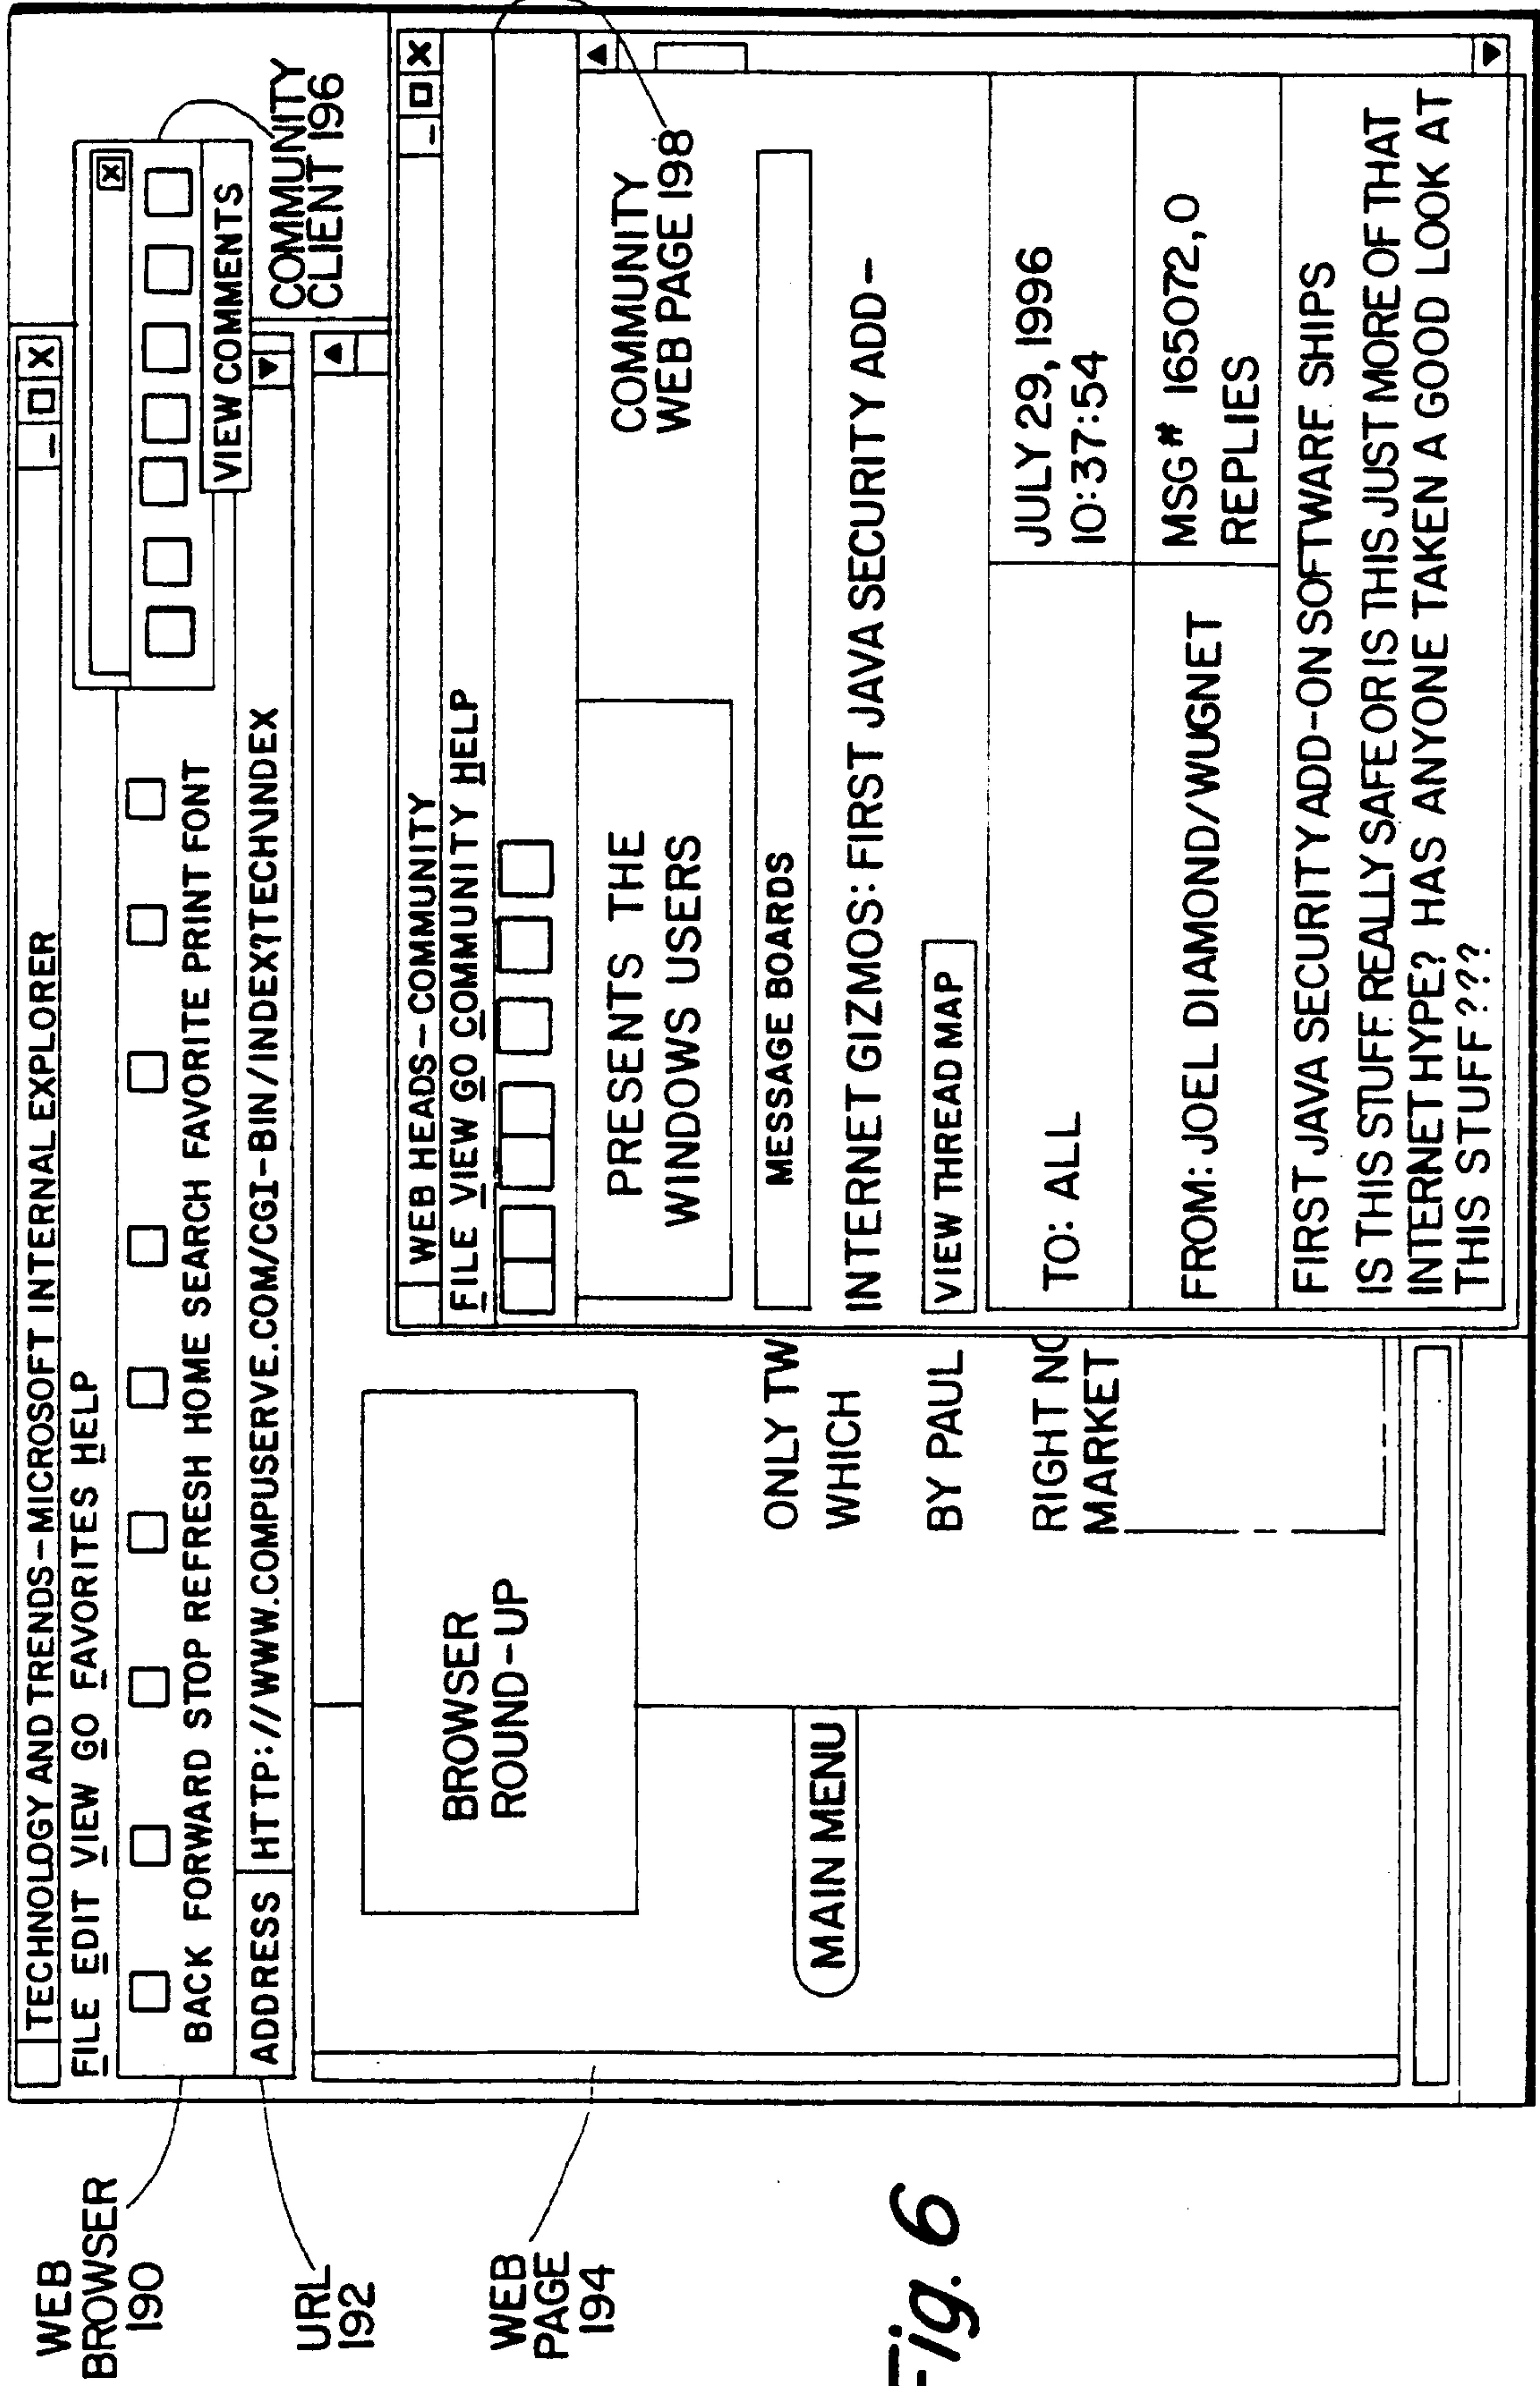 TECHNOLOGY AND TRENDS-MICROSOFT INTERNAL EXPLORER
FILE EDIT VIEW GO FAVORITES HELP
BACK FORWARD STOP REFRESH HOME SEARCH FAVORITE PRINT FONT
ADDRESS HTTP://WWW.COMPUSERVE.COM/CGI-BIN/INDEX?TECH\INDEX
VIEW COMMENTS
COMMUNITY
CLIENT 196
WEB
BROWSER
190
URL
192
WEB
PAGE
194
BROWSER
ROUND-UP
MAIN MENU
ONLY TW
WHICH
BY PAUL
RIGHT NO
MARKET
WEB HEADS-COMMUNITY
FILE VIEW GO COMMUNITY HELP
PRESENTS THE
WINDOWS USERS
COMMUNITY
WEB PAGE 198
MESSAGE BOARDS
INTERNET GIZMOS: FIRST JAVA SECURITY ADD-
VIEW THREAD MAP
TO: ALL
JULY 29, 1996
10:37:54
FROM: JOEL DIAMOND/WUGNET
MSG# 165072,0
REPLIES
FIRST JAVA SECURITY ADD-ON SOFTWARE SHIPS
IS THIS STUFF REALLY SAFE OR IS THIS JUST MORE OF THAT
INTERNET HYPE? HAS ANYONE TAKEN A GOOD LOOK AT
THIS STUFF???
Fig. 6